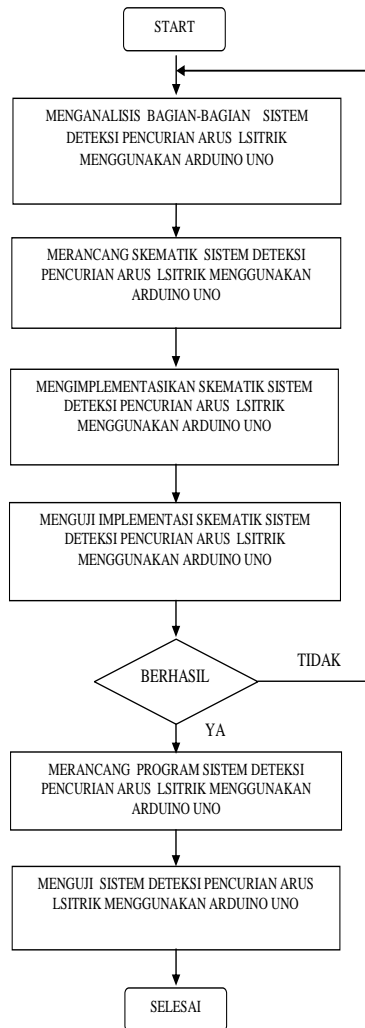 START
MENGANALISIS BAGIAN-BAGIAN SISTEM
DETEKSI PENCURIAN ARUS LSITRIK
MENGGUNAKAN ARDUINO UNO
MERANCANG SKEMATIK SISTEM DETEKSI
PENCURIAN ARUS LSITRIK MENGGUNAKAN
ARDUINO UNO
MENGIMPLEMENTASIKAN SKEMATIK SISTEM
DETEKSI PENCURIAN ARUS LSITRIK
MENGGUNAKAN ARDUINO UNO
MENGUJI IMPLEMENTASI SKEMATIK SISTEM
DETEKSI PENCURIAN ARUS LSITRIK
MENGGUNAKAN ARDUINO UNO
BERHASIL
TIDAK
YA
MERANCANG PROGRAM SISTEM DETEKSI
PENCURIAN ARUS LSITRIK MENGGUNAKAN
ARDUINO UNO
MENGUJI SISTEM DETEKSI PENCURIAN ARUS
LSITRIK MENGGUNAKAN ARDUINO UNO
SELESAI